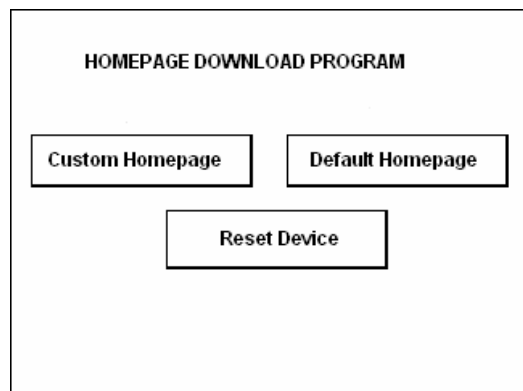 HOMEPAGE DOWNLOAD PROGRAM
Custom Homepage
Default Homepage
Reset Device